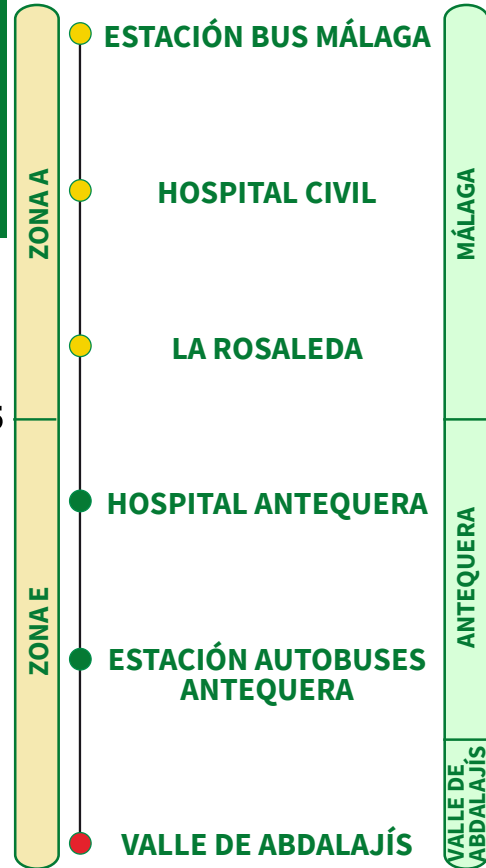 ESTACIÓN BUS MÁLAGA
ZONA A
HOSPITAL CIVIL
MÁLAGA
LA ROSALEDA
HOSPITAL ANTEQUERA
ANTEQUERA
ZONA E
ESTACIÓN AUTOBUSES
ANTEQUERA
VALLE DE
ABDALAJÍS
VALLE DE ABDALAJÍS